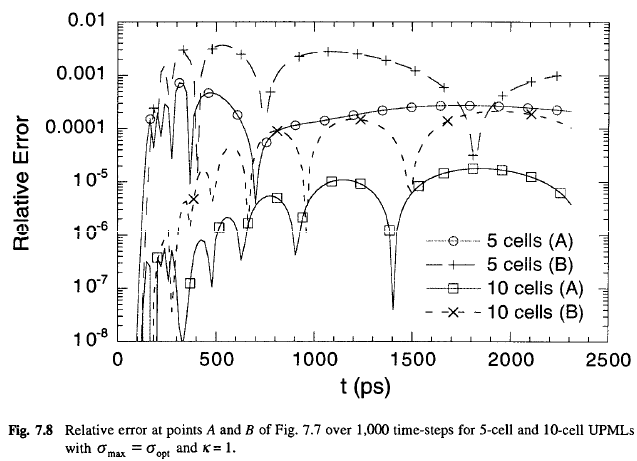 0.01
0.001
0.0001
10⁻⁵
10⁻⁶
10⁻⁷
10⁻⁸
Relative Error
0 500 1000 1500 2000 2500
t (ps)
5 cells (A)
5 cells (B)
10 cells (A)
10 cells (B)
Fig. 7.8 Relative error at points A and B of Fig. 7.7 over 1,000 time-steps for 5-cell and 10-cell UPMLs
with σmax = σopt and κ = 1.